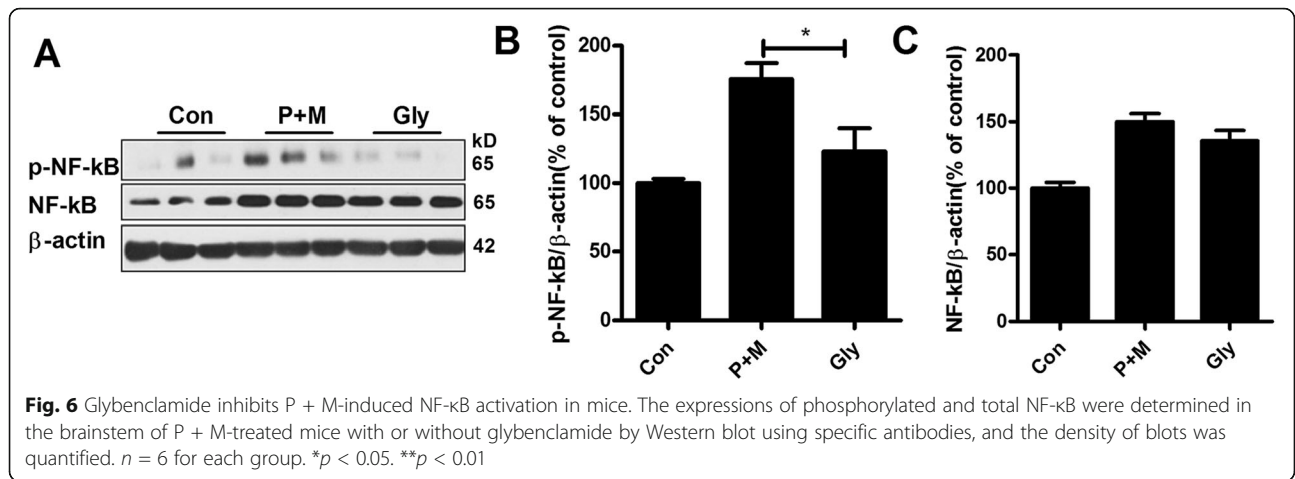 A
Con P+M Gly
kD
p-NF-kB 65
NF-kB 65
β-actin 42
B
p-NF-kB/β-actin(% of control)
200
150
100
50
0
*
Con P+M Gly
C
NF-kB/β-actin(% of control)
200
150
100
50
0
Con P+M Gly
Fig. 6 Glybenclamide inhibits P + M-induced NF-κB activation in mice. The expressions of phosphorylated and total NF-κB were determined in
the brainstem of P + M-treated mice with or without glybenclamide by Western blot using specific antibodies, and the density of blots was
quantified. n = 6 for each group. *p < 0.05. **p < 0.01